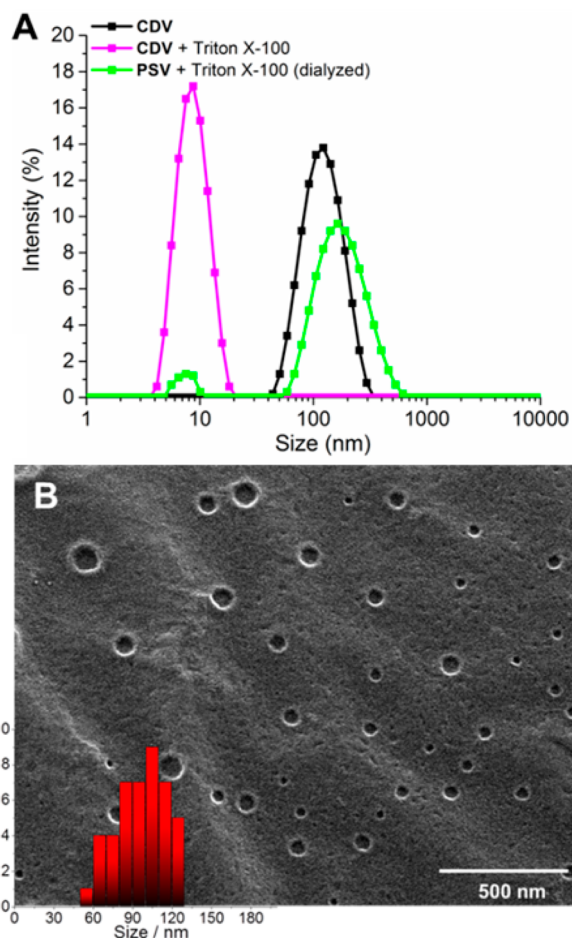 A
CDV
CDV + Triton X-100
PSV + Triton X-100 (dialyzed)
20
18
16
14
12
10
8
6
4
2
0
Intensity (%)
1 10 100 1000 10000
Size (nm)
B
0
8
6
4
2
0
0 30 60 90 120 150 180
Size / nm
500 nm